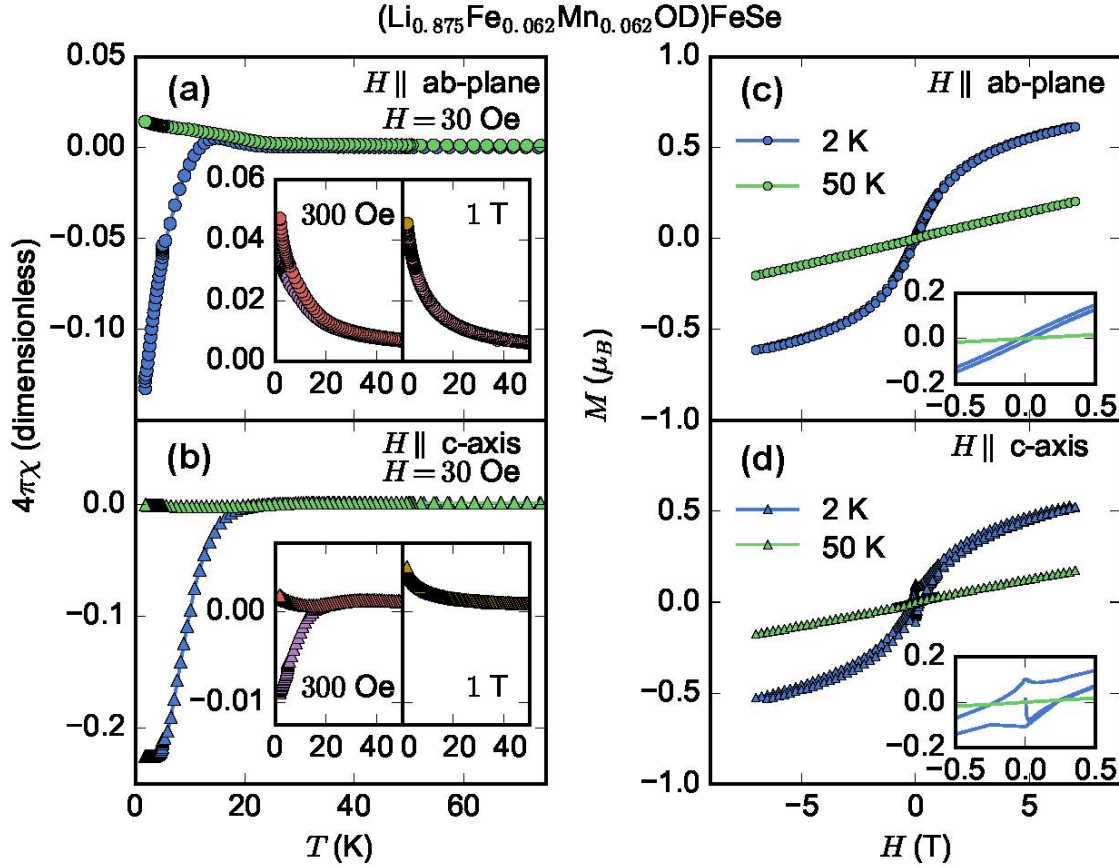 (Li0.875Fe0.062Mn0.062OD)FeSe
4πχ (dimensionless)
(a)
H ∥ ab-plane
H = 30 Oe
0.05
0.00
−0.05
−0.10
300 Oe
1 T
0.06
0.04
0.02
0.00
0 20 40 0 20 40
(b)
H ∥ c-axis
H = 30 Oe
0.0
−0.1
−0.2
300 Oe
1 T
0.00
−0.01
0 20 40 0 20 40
0 20 40 60
T (K)
M (μB)
(c)
H ∥ ab-plane
2 K
50 K
1.0
0.5
0.0
−0.5
−1.0
0.2
0.0
−0.2
−0.5 0.0 0.5
(d)
H ∥ c-axis
2 K
50 K
1.0
0.5
0.0
−0.5
−1.0
0.2
0.0
−0.2
−0.5 0.0 0.5
−5 0 5
H (T)